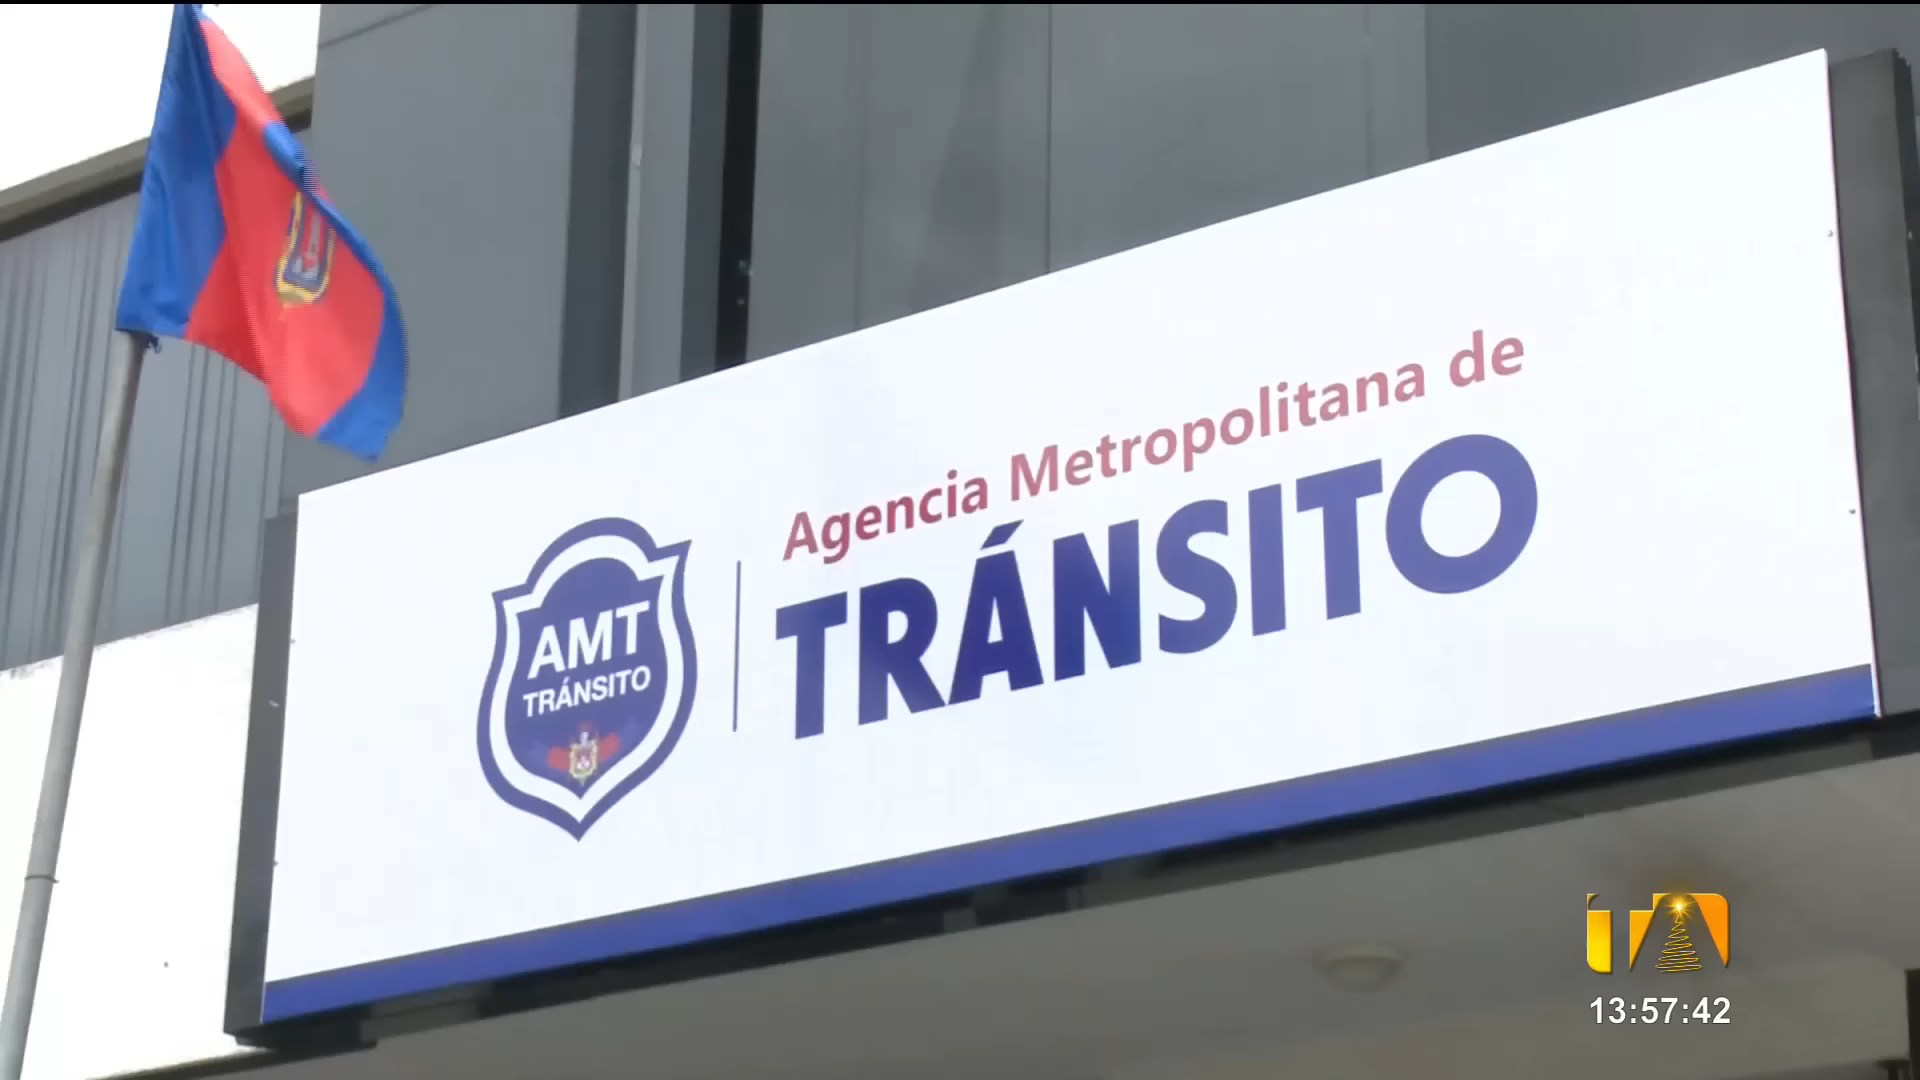 Agencia Metropolitana de
TRÁNSITO
AMT
TRÁNSITO
13:57:42